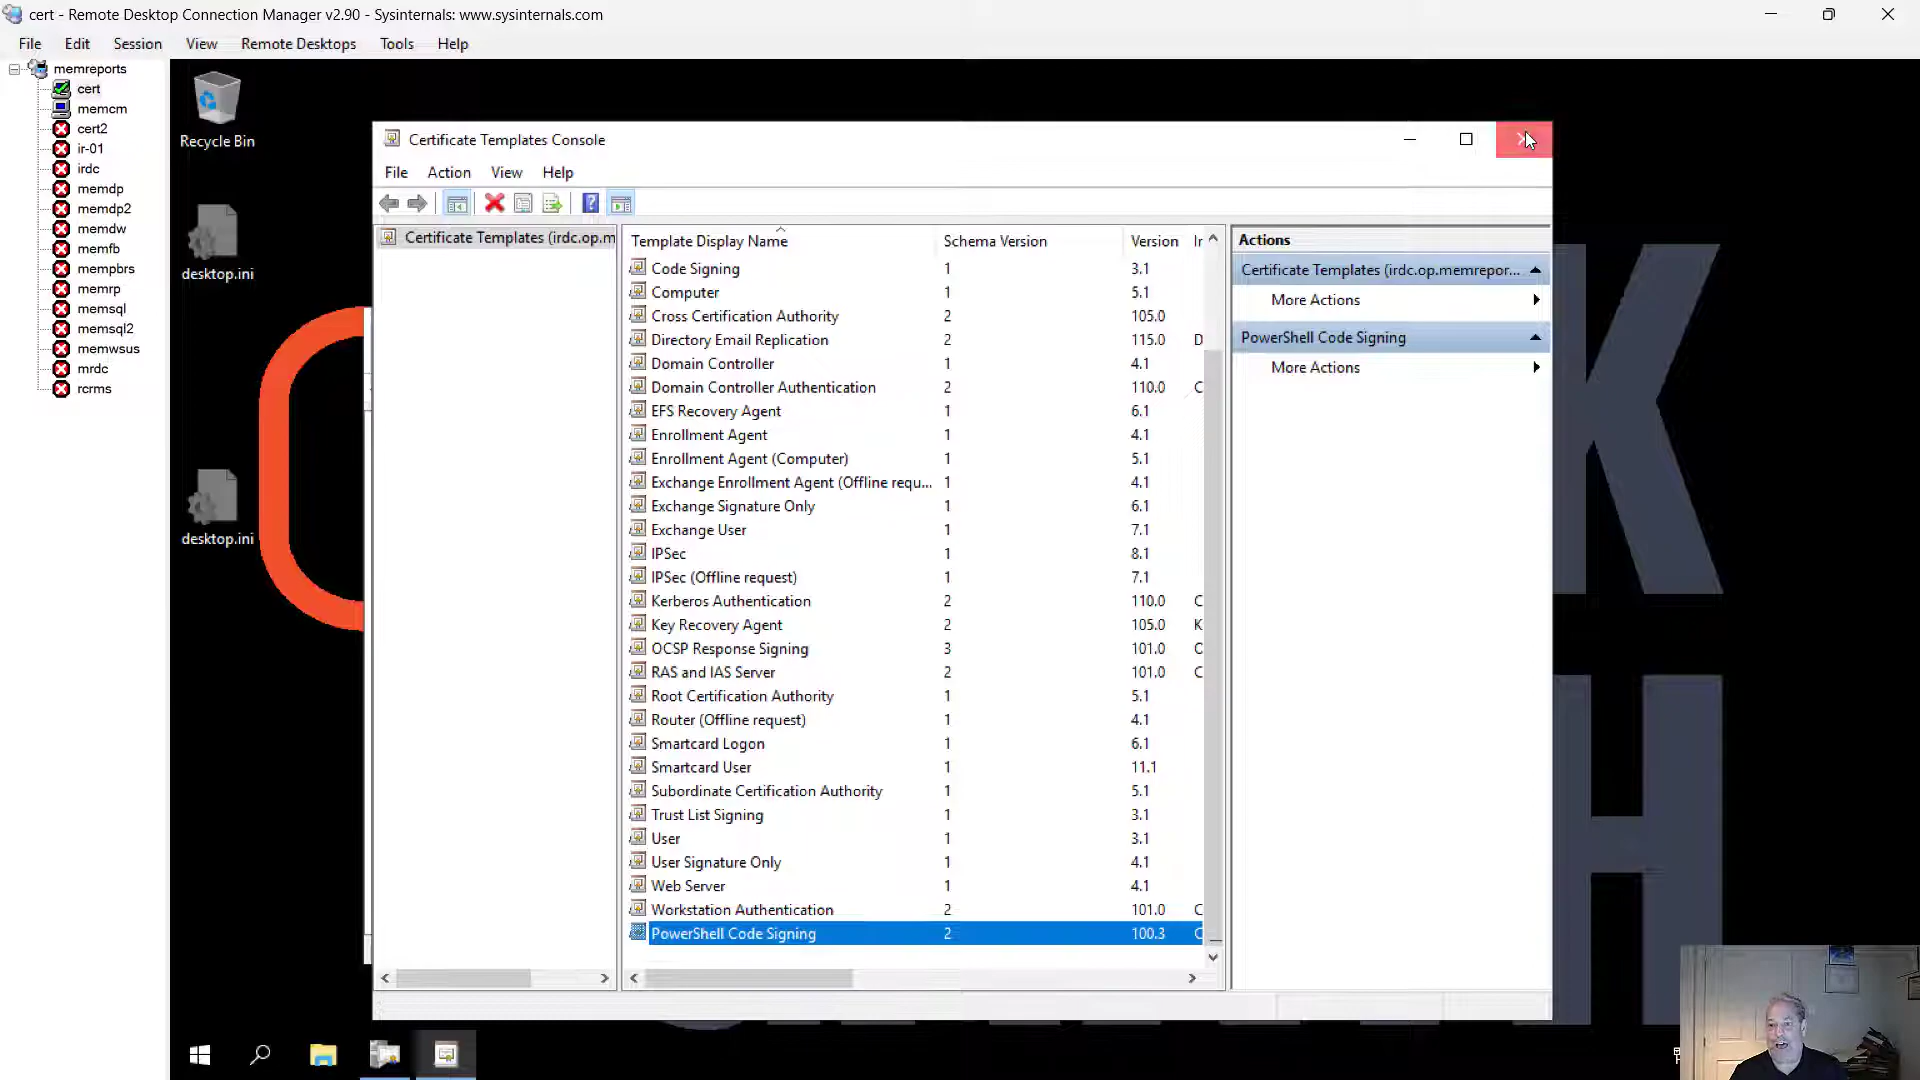 cert - Remote Desktop Connection Manager v2.90 - Sysinternals: www.sysinternals.com
File Edit Session View Remote Desktops Tools Help
memreports
cert
memcm
cert2
ir-01
irdc
memdp
memdp2
memdw
memfb
mempbrs
memrp
memsql
memsql2
memwsus
mrdc
rcrms
Recycle Bin
desktop.ini
desktop.ini
Certificate Templates Console
File Action View Help
Certificate Templates (irdc.op.m
Template Display Name Schema Version Version Ir
Code Signing 1 3.1
Computer 1 5.1
Cross Certification Authority 2 105.0
Directory Email Replication 2 115.0 D
Domain Controller 1 4.1
Domain Controller Authentication 2 110.0 C
EFS Recovery Agent 1 6.1
Enrollment Agent 1 4.1
Enrollment Agent (Computer) 1 5.1
Exchange Enrollment Agent (Offline requ... 1 4.1
Exchange Signature Only 1 6.1
Exchange User 1 7.1
IPSec 1 8.1
IPSec (Offline request) 1 7.1
Kerberos Authentication 2 110.0 C
Key Recovery Agent 2 105.0 K
OCSP Response Signing 3 101.0 O
RAS and IAS Server 2 101.0 C
Root Certification Authority 1 5.1
Router (Offline request) 1 4.1
Smartcard Logon 1 6.1
Smartcard User 1 11.1
Subordinate Certification Authority 1 5.1
Trust List Signing 1 3.1
User 1 3.1
User Signature Only 1 4.1
Web Server 1 4.1
Workstation Authentication 2 101.0 C
PowerShell Code Signing 2 100.3 C
Actions
Certificate Templates (irdc.op.memrepor...
More Actions
PowerShell Code Signing
More Actions
K
H